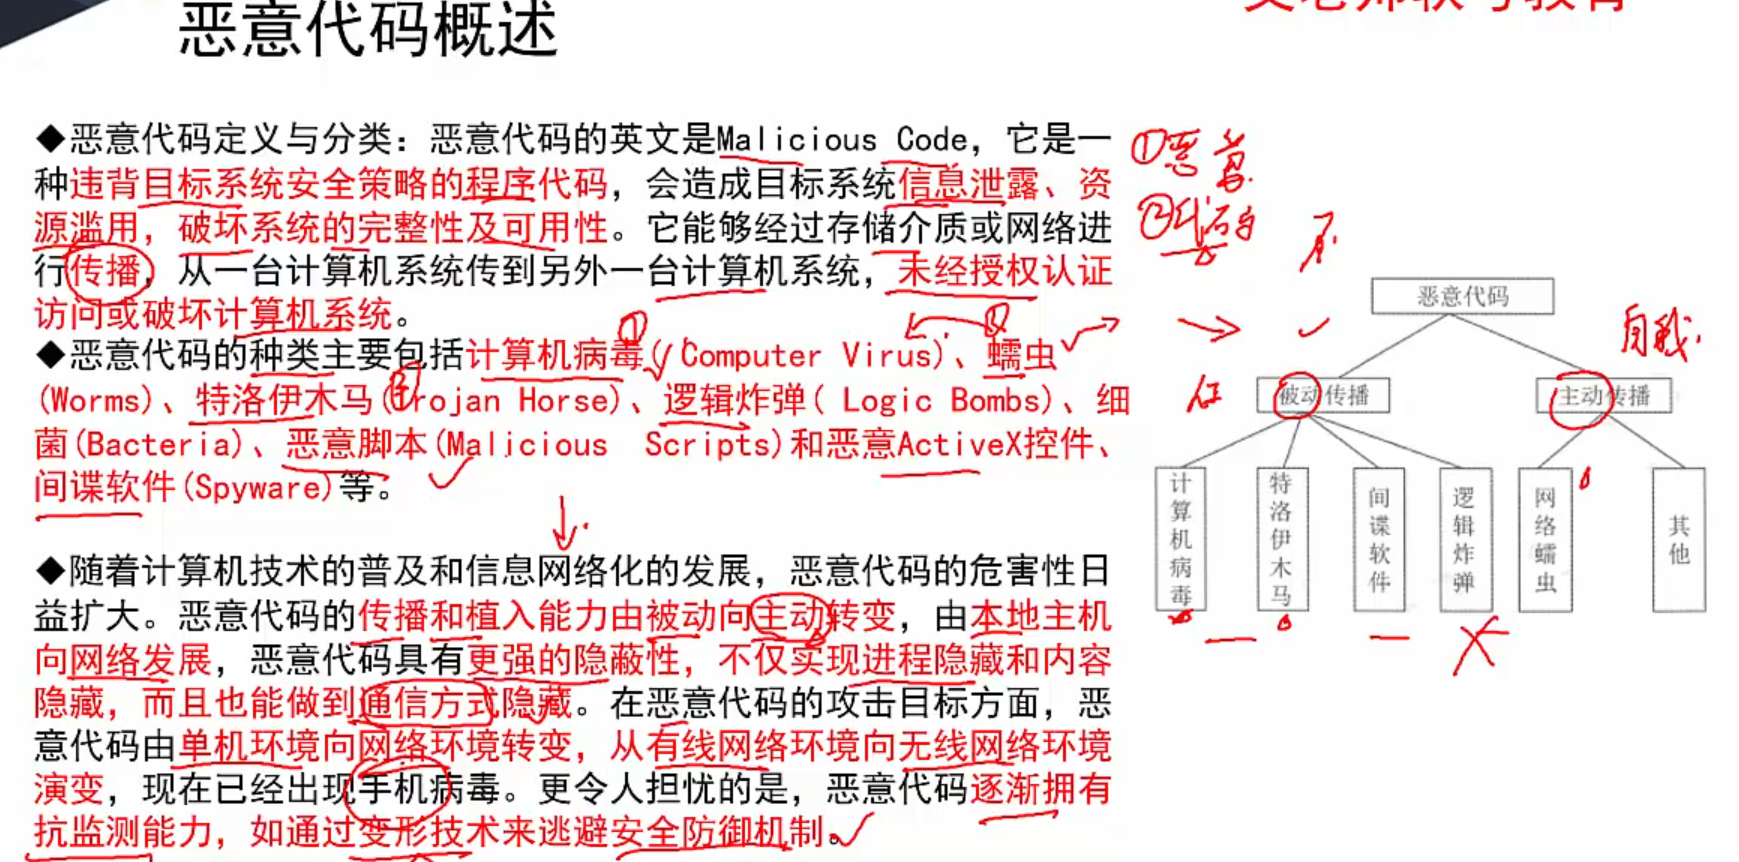 恶意代码概述
◆恶意代码定义与分类：恶意代码的英文是Malicious Code，它是一
种违背目标系统安全策略的程序代码，会造成目标系统信息泄露、资
源滥用，破坏系统的完整性及可用性。它能够经过存储介质或网络进
行传播，从一台计算机系统传到另外一台计算机系统，未经授权认证
访问或破坏计算机系统。
◆恶意代码的种类主要包括计算机病毒(Computer Virus)、蠕虫
(Worms)、特洛伊木马(Trojan Horse)、逻辑炸弹( Logic Bombs)、细
菌(Bacteria)、恶意脚本(Malicious Scripts)和恶意ActiveX控件、
间谍软件(Spyware)等。
◆随着计算机技术的普及和信息网络化的发展，恶意代码的危害性日
益扩大。恶意代码的传播和植入能力由被动向主动转变，由本地主机
向网络发展，恶意代码具有更强的隐蔽性，不仅实现进程隐藏和内容
隐藏，而且也能做到通信方式隐藏。在恶意代码的攻击目标方面，恶
意代码由单机环境向网络环境转变，从有线网络环境向无线网络环境
演变，现在已经出现手机病毒。更令人担忧的是，恶意代码逐渐拥有
抗监测能力，如通过变形技术来逃避安全防御机制。
①恶意
②代码
恶意代码
自我
被动传播
主动传播
计算机病毒
特洛伊木马
间谍软件
逻辑炸弹
网络蠕虫
其他